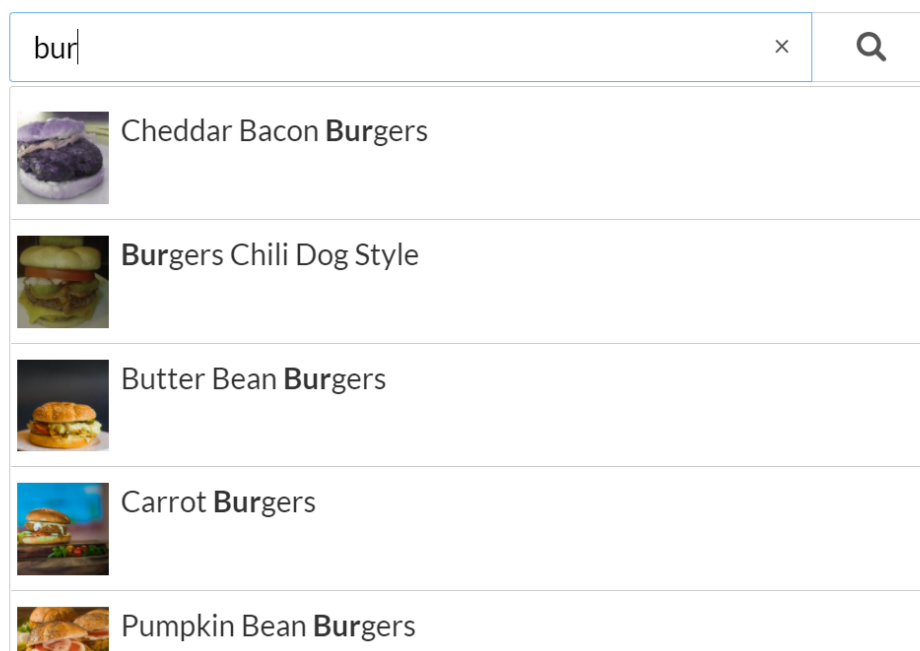 bur
Cheddar Bacon Burgers
Burgers Chili Dog Style
Butter Bean Burgers
Carrot Burgers
Pumpkin Bean Burgers